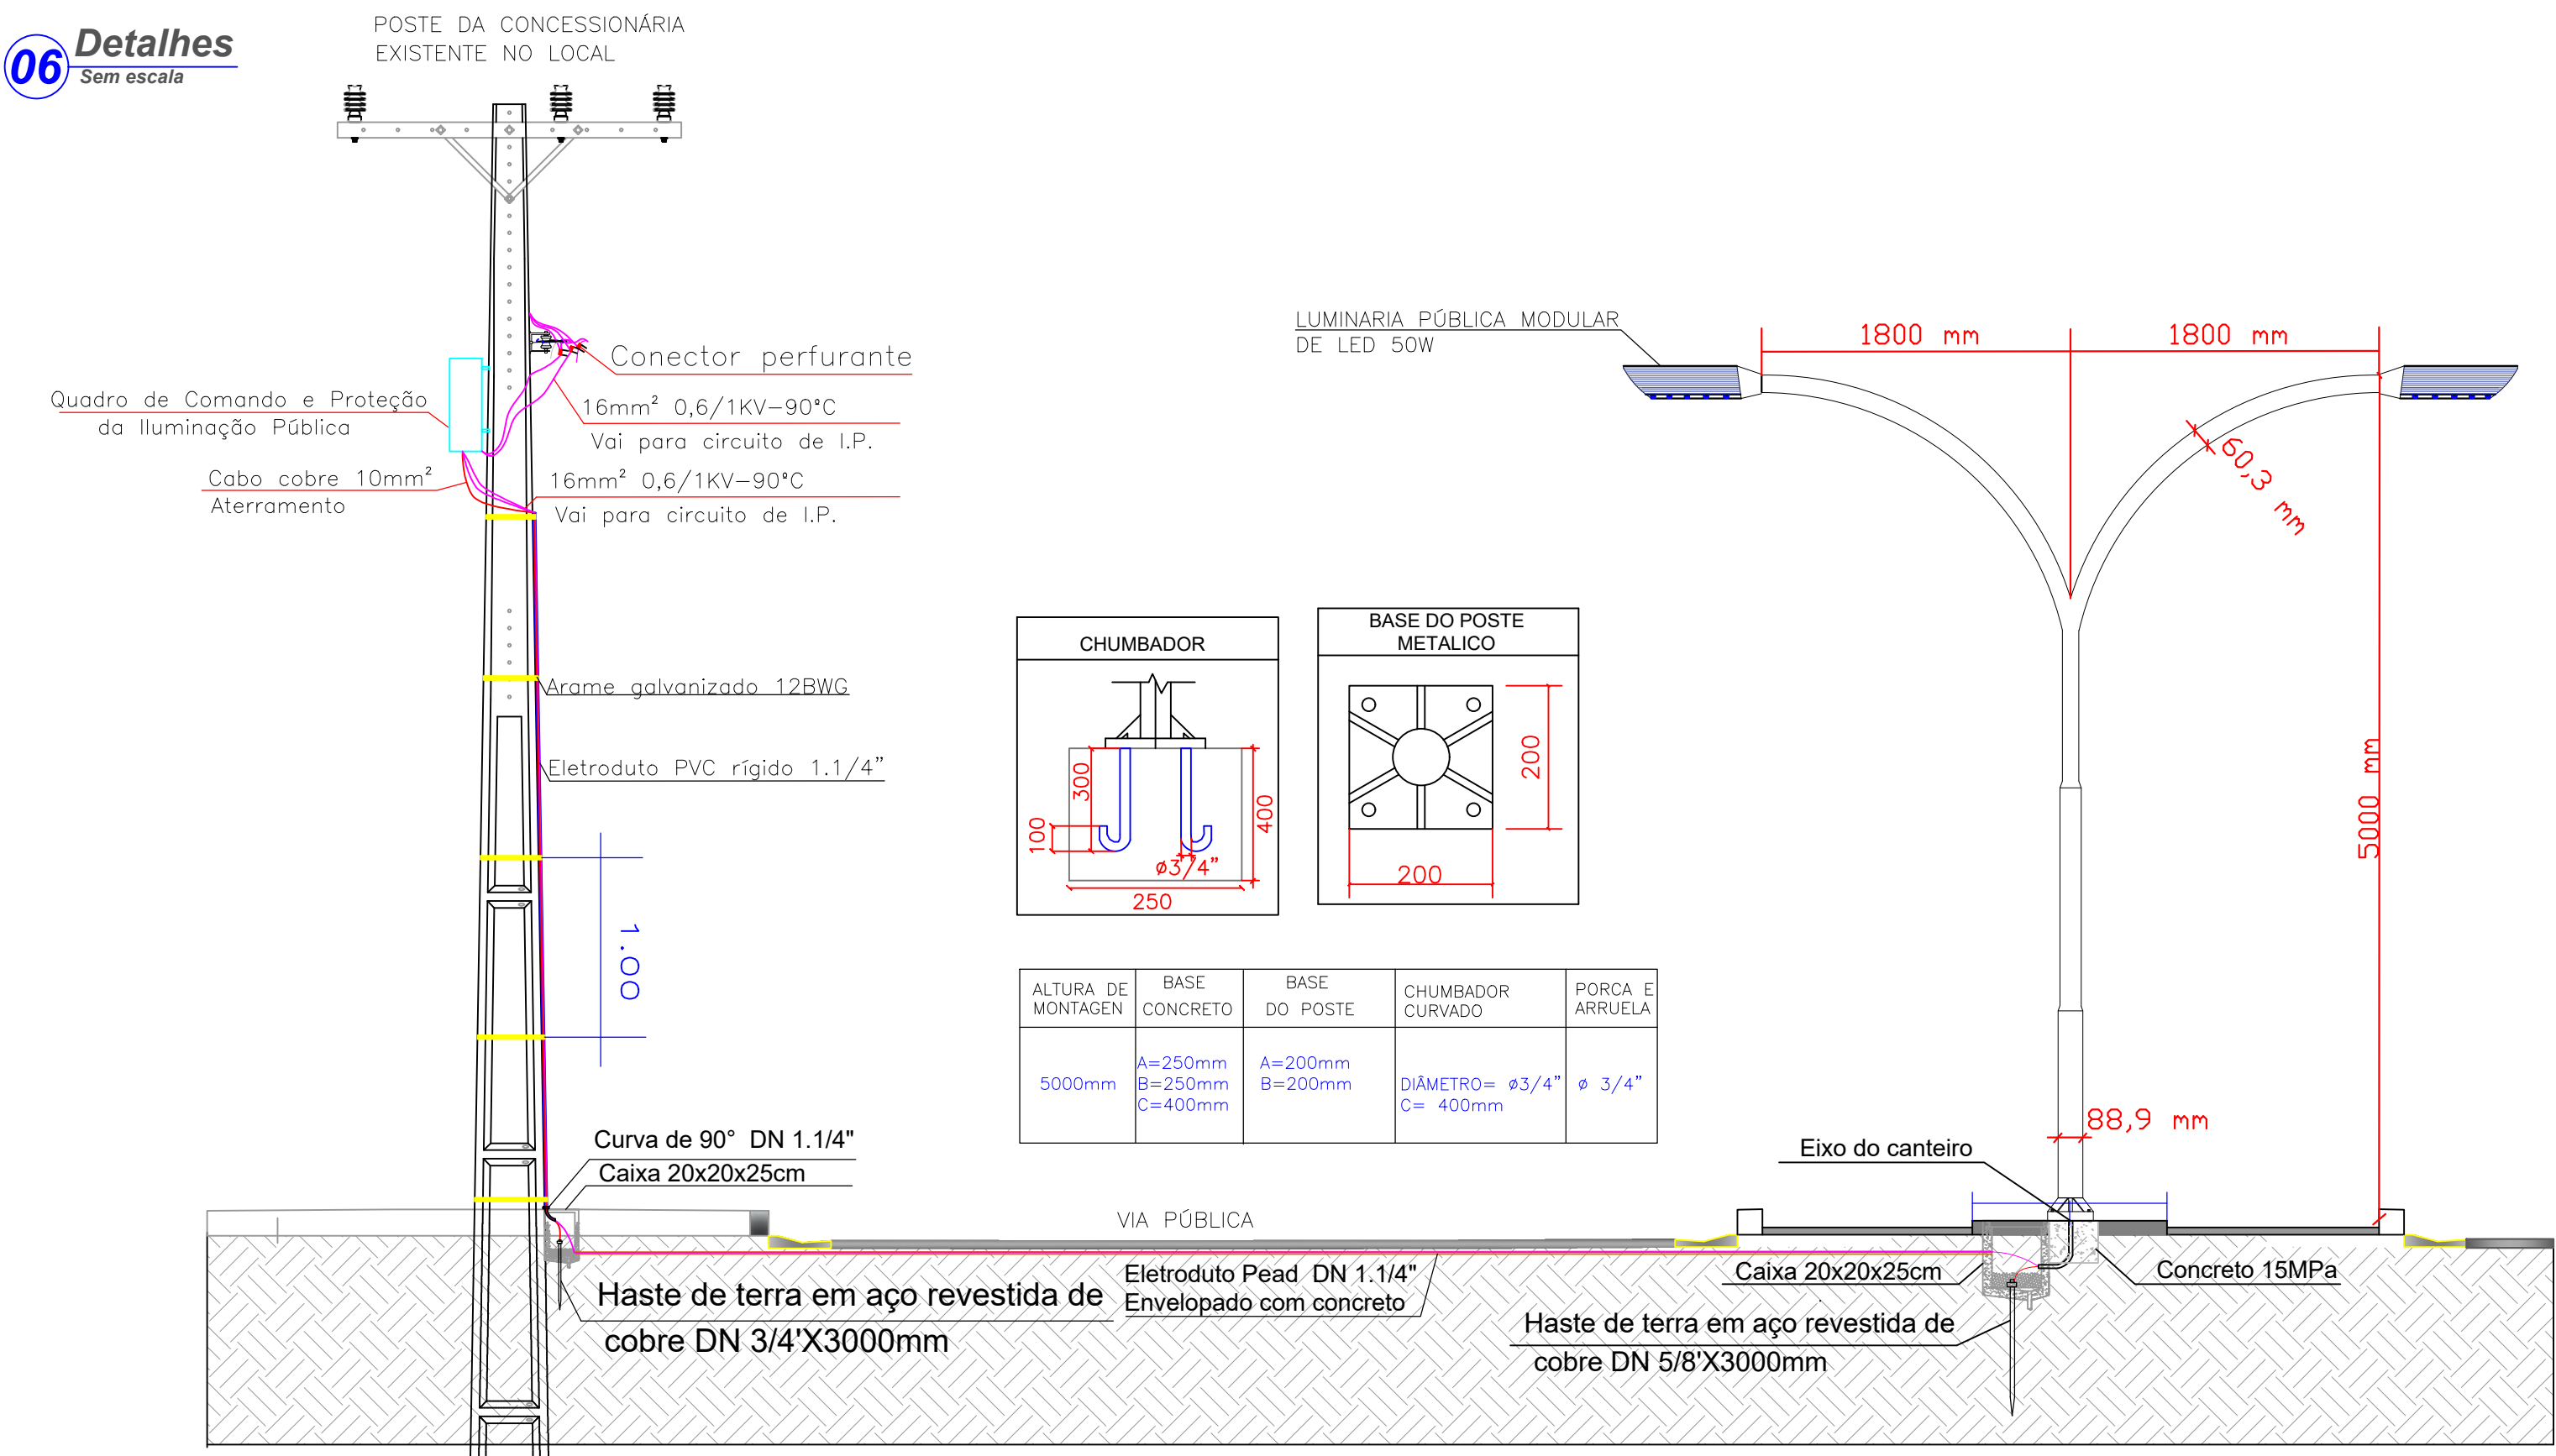 06
Detalhes
Sem escala
POSTE DA CONCESSIONÁRIA
EXISTENTE NO LOCAL
Conector perfurante
Quadro de Comando e Proteção
da Iluminação Pública
16mm² 0,6/1KV-90°C
Vai para circuito de I.P.
Cabo cobre 10mm²
Aterramento
16mm² 0,6/1KV-90°C
Vai para circuito de I.P.
Arame galvanizado 12BWG
Eletroduto PVC rígido 1.1/4”
1.00
Curva de 90° DN 1.1/4"
Caixa 20x20x25cm
Haste de terra em aço revestida de
cobre DN 3/4'X3000mm
LUMINARIA PÚBLICA MODULAR
DE LED 50W
1800 mm
1800 mm
60,3 mm
5000 mm
88,9 mm
CHUMBADOR
300
100
400
ø3/4”
250
BASE DO POSTE
METALICO
200
200
ALTURA DE
MONTAGEN
BASE
CONCRETO
BASE
DO POSTE
CHUMBADOR
CURVADO
PORCA E
ARRUELA
5000mm
A=250mm
B=250mm
C=400mm
A=200mm
B=200mm
DIÂMETRO= ø3/4”
C= 400mm
ø 3/4”
VIA PÚBLICA
Eletroduto Pead DN 1.1/4"
Envelopado com concreto
Eixo do canteiro
Caixa 20x20x25cm
Concreto 15MPa
Haste de terra em aço revestida de
cobre DN 5/8'X3000mm